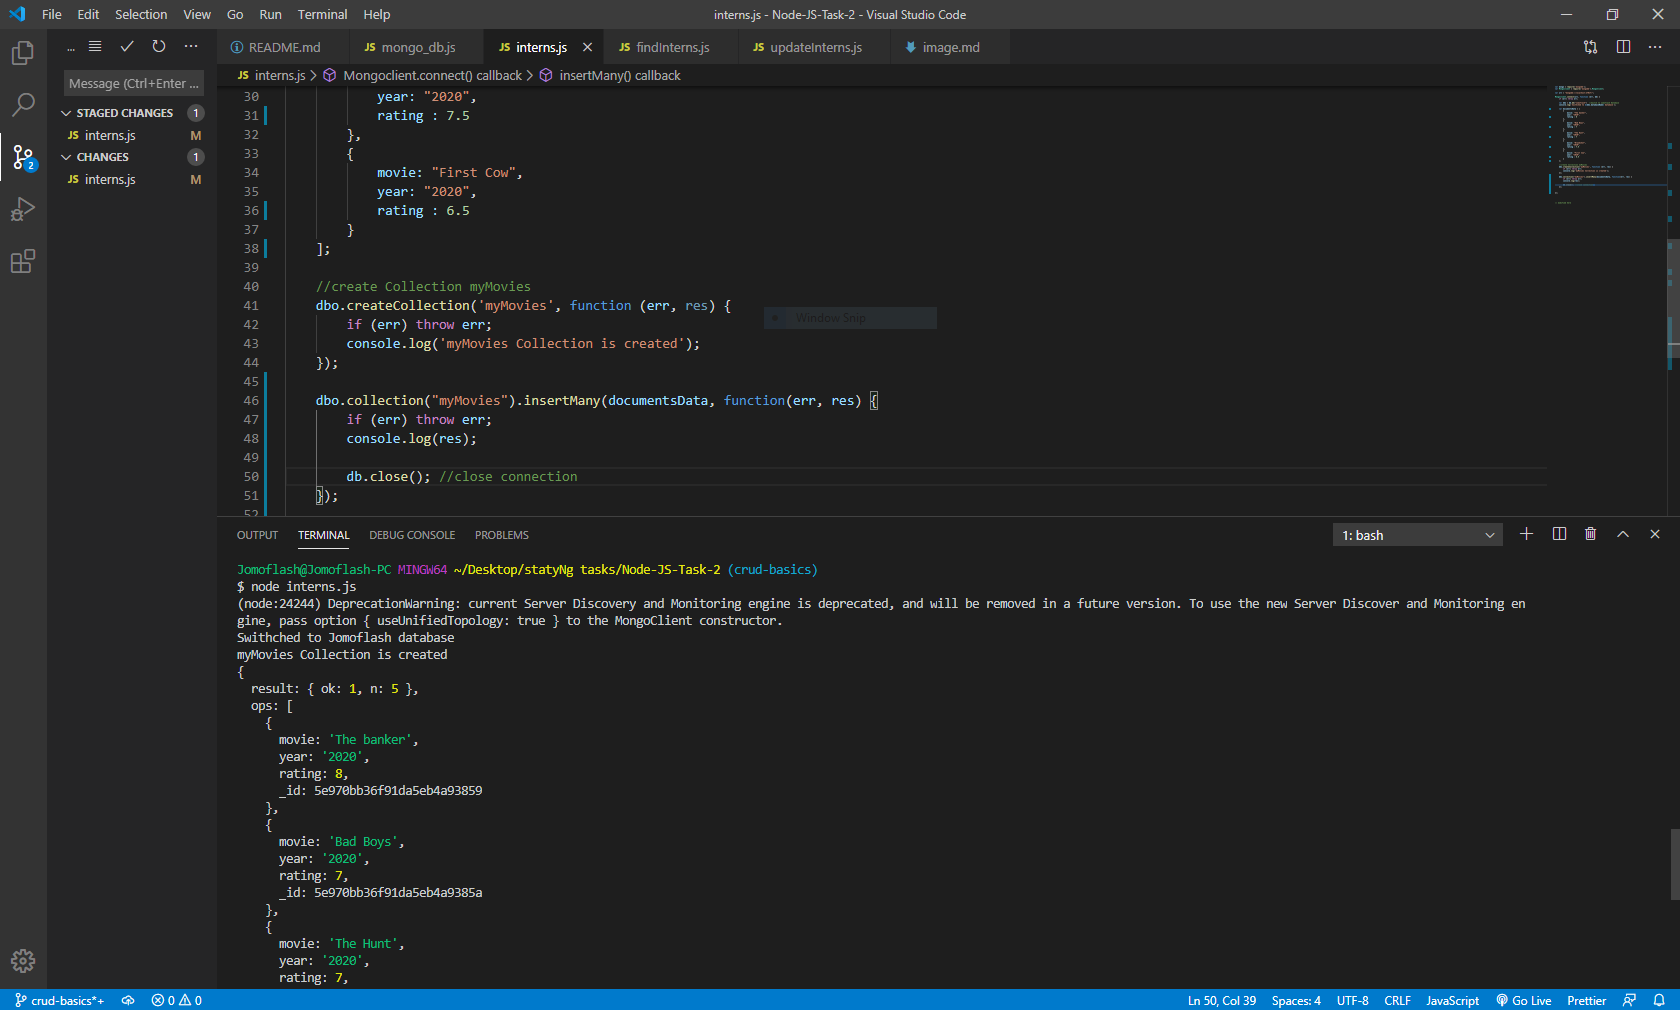 File Edit Selection View Go Run Terminal Help
interns.js - Node-JS-Task-2 - Visual Studio Code
README.md
JS mongo_db.js
JS interns.js
JS findInterns.js
JS updateInterns.js
image.md
JS interns.js > Mongoclient.connect() callback > insertMany() callback
Message (Ctrl+Enter ...
STAGED CHANGES 1
JS interns.js M
CHANGES 1
JS interns.js M
2
30 year: "2020",
31 rating : 7.5
32 },
33 {
34 movie: "First Cow",
35 year: "2020",
36 rating : 6.5
37 }
38 ];
39
40 //create Collection myMovies
41 dbo.createCollection('myMovies', function (err, res) {
42 if (err) throw err;
43 console.log('myMovies Collection is created');
44 });
45
46 dbo.collection("myMovies").insertMany(documentsData, function(err, res) {
47 if (err) throw err;
48 console.log(res);
49
50 db.close(); //close connection
51 });
52
Window Snip
OUTPUT TERMINAL DEBUG CONSOLE PROBLEMS
1: bash
Jomoflash@Jomoflash-PC MINGW64 ~/Desktop/statyNg tasks/Node-JS-Task-2 (crud-basics)
$ node interns.js
(node:24244) DeprecationWarning: current Server Discovery and Monitoring engine is deprecated, and will be removed in a future version. To use the new Server Discover and Monitoring en
gine, pass option { useUnifiedTopology: true } to the MongoClient constructor.
Swithched to Jomoflash database
myMovies Collection is created
{
result: { ok: 1, n: 5 },
ops: [
{
movie: 'The banker',
year: '2020',
rating: 8,
_id: 5e970bb36f91da5eb4a93859
},
{
movie: 'Bad Boys',
year: '2020',
rating: 7,
_id: 5e970bb36f91da5eb4a9385a
},
{
movie: 'The Hunt',
year: '2020',
rating: 7,
crud-basics*+ 0 0
Ln 50, Col 39 Spaces: 4 UTF-8 CRLF JavaScript Go Live Prettier